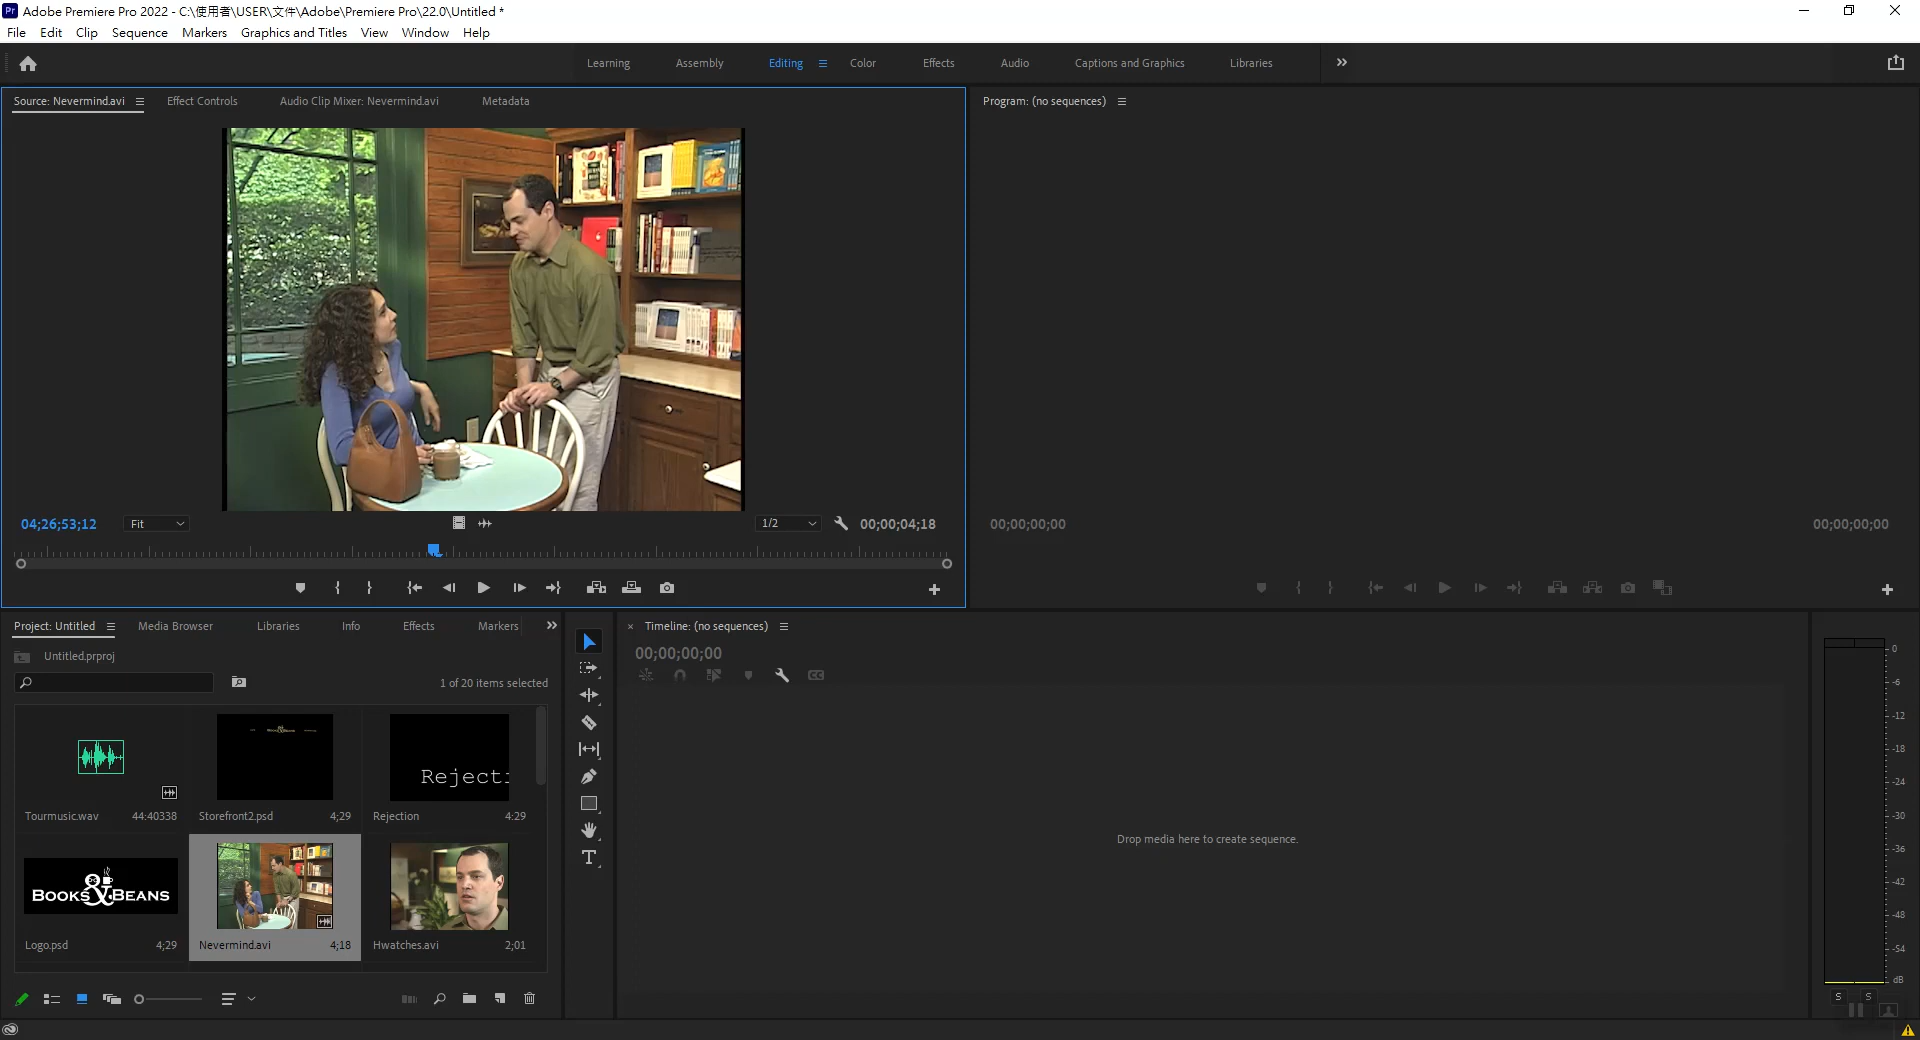 Adobe Premiere Pro 2022 - C:\使用者\USER\文件\Adobe\Premiere Pro\22.0\Untitled *
File Edit Clip Sequence Markers Graphics and Titles View Window Help
Learning Assembly Editing Color Effects Audio Captions and Graphics Libraries
Source: Nevermind.avi Effect Controls Audio Clip Mixer: Nevermind.avi Metadata
Program: (no sequences)
04;26;53;12 Fit 1/2 00;00;04;18
00;00;00;00 00;00;00;00
Project: Untitled Media Browser Libraries Info Effects Markers
Untitled.prproj
1 of 20 items selected
Rejecti
Tourmusic.wav 44:40338 Storefront2.psd 4;29 Rejection 4:29
BOOKS & BEANS
Logo.psd 4;29 Nevermind.avi 4;18 Hwatches.avi 2;01
× Timeline: (no sequences)
00;00;00;00
CC
T
Drop media here to create sequence.
0
-6
-12
-18
-24
-30
-36
-42
-48
-54
dB
S S